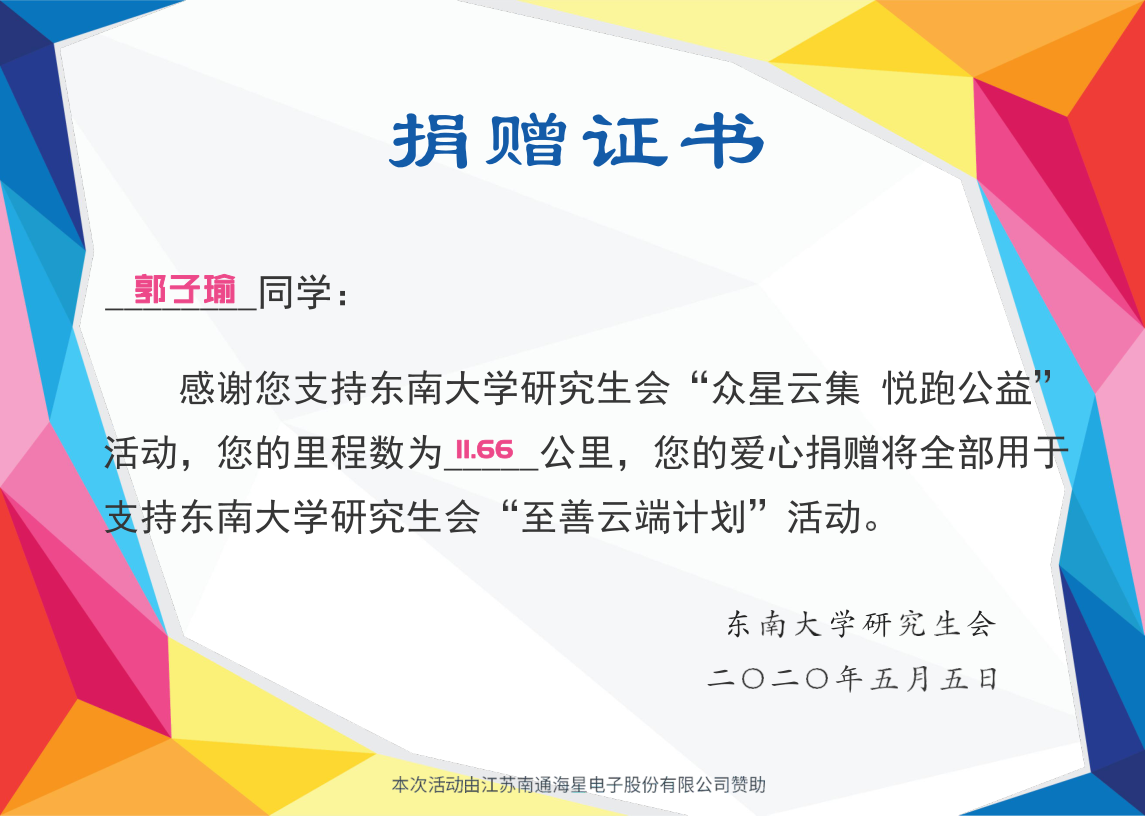 捐赠证书
郭子瑜同学：
感谢您支持东南大学研究生会“众星云集 悦跑公益”
活动，您的里程数为11.66公里，您的爱心捐赠将全部用于
支持东南大学研究生会“至善云端计划”活动。
东南大学研究生会
二〇二〇年五月五日
本次活动由江苏南通海星电子股份有限公司赞助